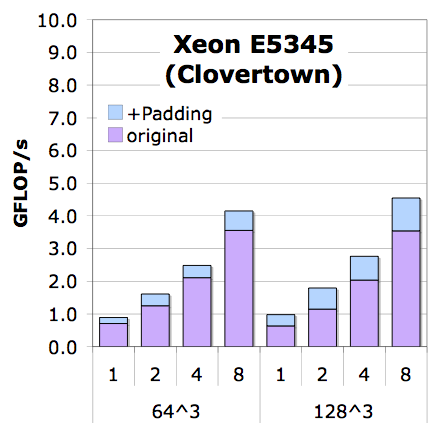 Xeon E5345
(Clovertown)
+Padding
original
GFLOP/s
10.0
9.0
8.0
7.0
6.0
5.0
4.0
3.0
2.0
1.0
0.0
1 2 4 8 1 2 4 8
64^3 128^3